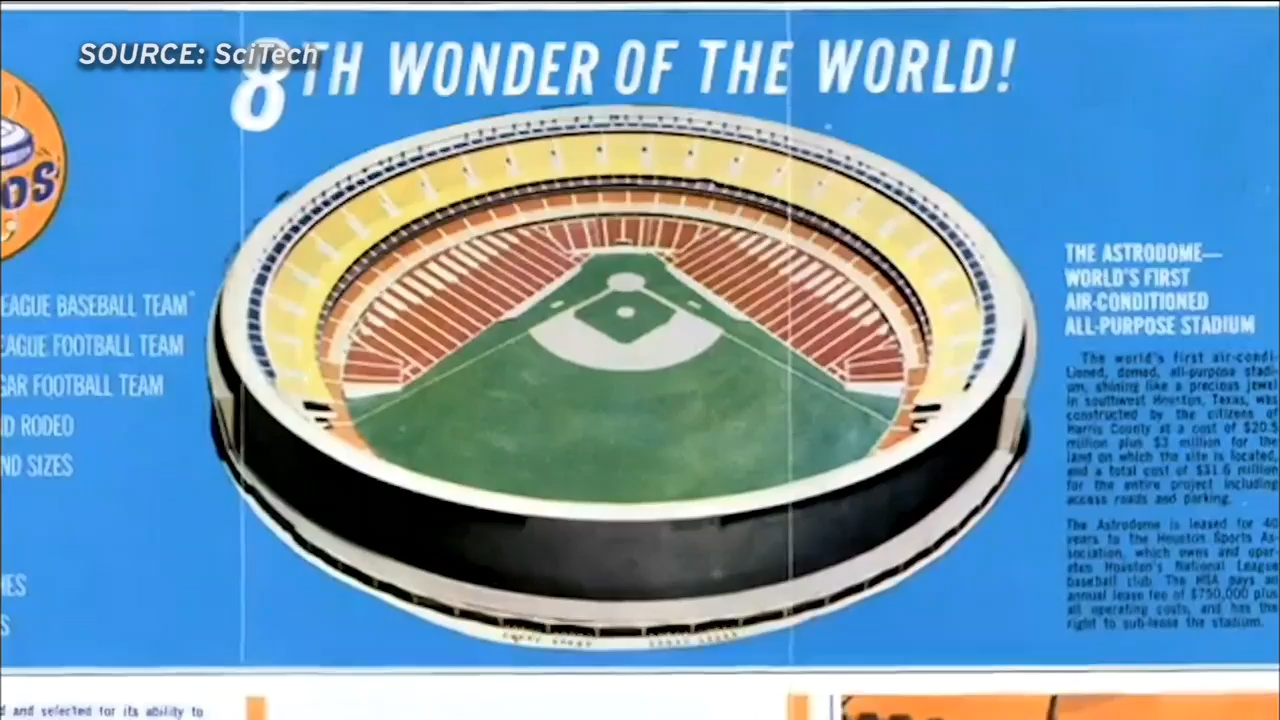 SOURCE: SciTech
8TH WONDER OF THE WORLD!
OS
EAGUE BASEBALL TEAM
EAGUE FOOTBALL TEAM
GAR FOOTBALL TEAM
ND RODEO
ND SIZES
HES
S
THE ASTRODOME—
WORLD'S FIRST
AIR-CONDITIONED
ALL-PURPOSE STADIUM
The world's first air-condi-
tioned, domed, all-purpose stadi-
um, shining like a precious jewel
in southwest Houston, Texas, was
constructed by the citizens of
Harris County at a cost of $20.5
million plus $3 million for the
land on which the site is located,
and a total cost of $31.6 million
for the entire project including
access roads and parking.
The Astrodome is leased for 40
years to the Houston Sports As-
sociation, which owns and oper-
ates Houston's National League
baseball club. The HSA pays an
annual lease fee of $750,000 plus
all operating costs, and has the
right to sub-lease the stadium.
d and selected for its ability to